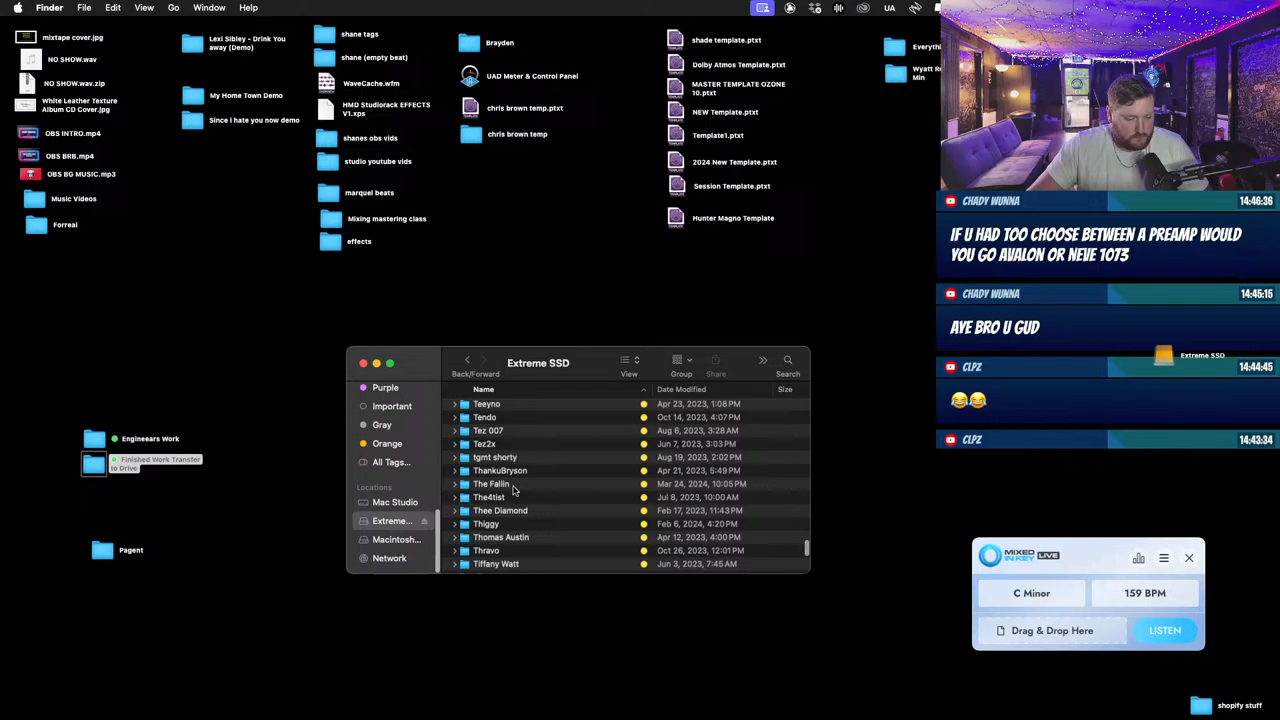 Finder File Edit View Go Window Help
UA
mixtape cover.jpg
NO SHOW.wav
NO SHOW.wav.zip
White Leather Texture
Album CD Cover.jpg
OBS INTRO.mp4
OBS BRB.mp4
OBS BG MUSIC.mp3
Music Videos
Forreal
Lexi Sibley - Drink You
away (Demo)
My Home Town Demo
Since i hate you now demo
shane tags
shane (empty beat)
WaveCache.wfm
HMD Studiorack EFFECTS
V1.xps
shanes obs vids
studio youtube vids
marquel beats
Mixing mastering class
effects
Brayden
UAD Meter & Control Panel
chris brown temp.ptxt
chris brown temp
shade template.ptxt
Dolby Atmos Template.ptxt
MASTER TEMPLATE OZONE
10.ptxt
NEW Template.ptxt
Template1.ptxt
2024 New Template.ptxt
Session Template.ptxt
Hunter Magno Template
Everythi
Wyatt R
Min
CHADY WUNNA 14:46:36
IF U HAD TOO CHOOSE BETWEEN A PREAMP WOULD
YOU GO AVALON OR NEVE 1073
CHADY WUNNA 14:45:15
AYE BRO U GUD
Extreme SSD
CLPZ 14:44:45
😂😂
CLPZ 14:43:34
Engineears Work
Finished Work Transfer
to Drive
Pagent
Extreme SSD
Back/Forward View Group Share Search
Purple
Important
Gray
Orange
All Tags...
Locations
Mac Studio
Extreme...
Macintosh...
Network
Name Date Modified Size
Teeyno Apr 23, 2023, 1:08 PM
Tendo Oct 14, 2023, 4:07 PM
Tez 007 Aug 6, 2023, 3:28 AM
Tez2x Jun 7, 2023, 3:03 PM
tgmt shorty Aug 19, 2023, 2:02 PM
ThankuBryson Apr 21, 2023, 5:49 PM
The Fallin Mar 24, 2024, 10:05 PM
The4tist Jul 8, 2023, 10:00 AM
Thee Diamond Feb 17, 2023, 11:43 PM
Thiggy Feb 6, 2024, 4:20 PM
Thomas Austin Apr 12, 2023, 4:00 PM
Thravo Oct 26, 2023, 12:01 PM
Tiffany Watt Jun 3, 2023, 7:45 AM
MIXED IN KEY LIVE
C Minor 159 BPM
Drag & Drop Here LISTEN
shopify stuff